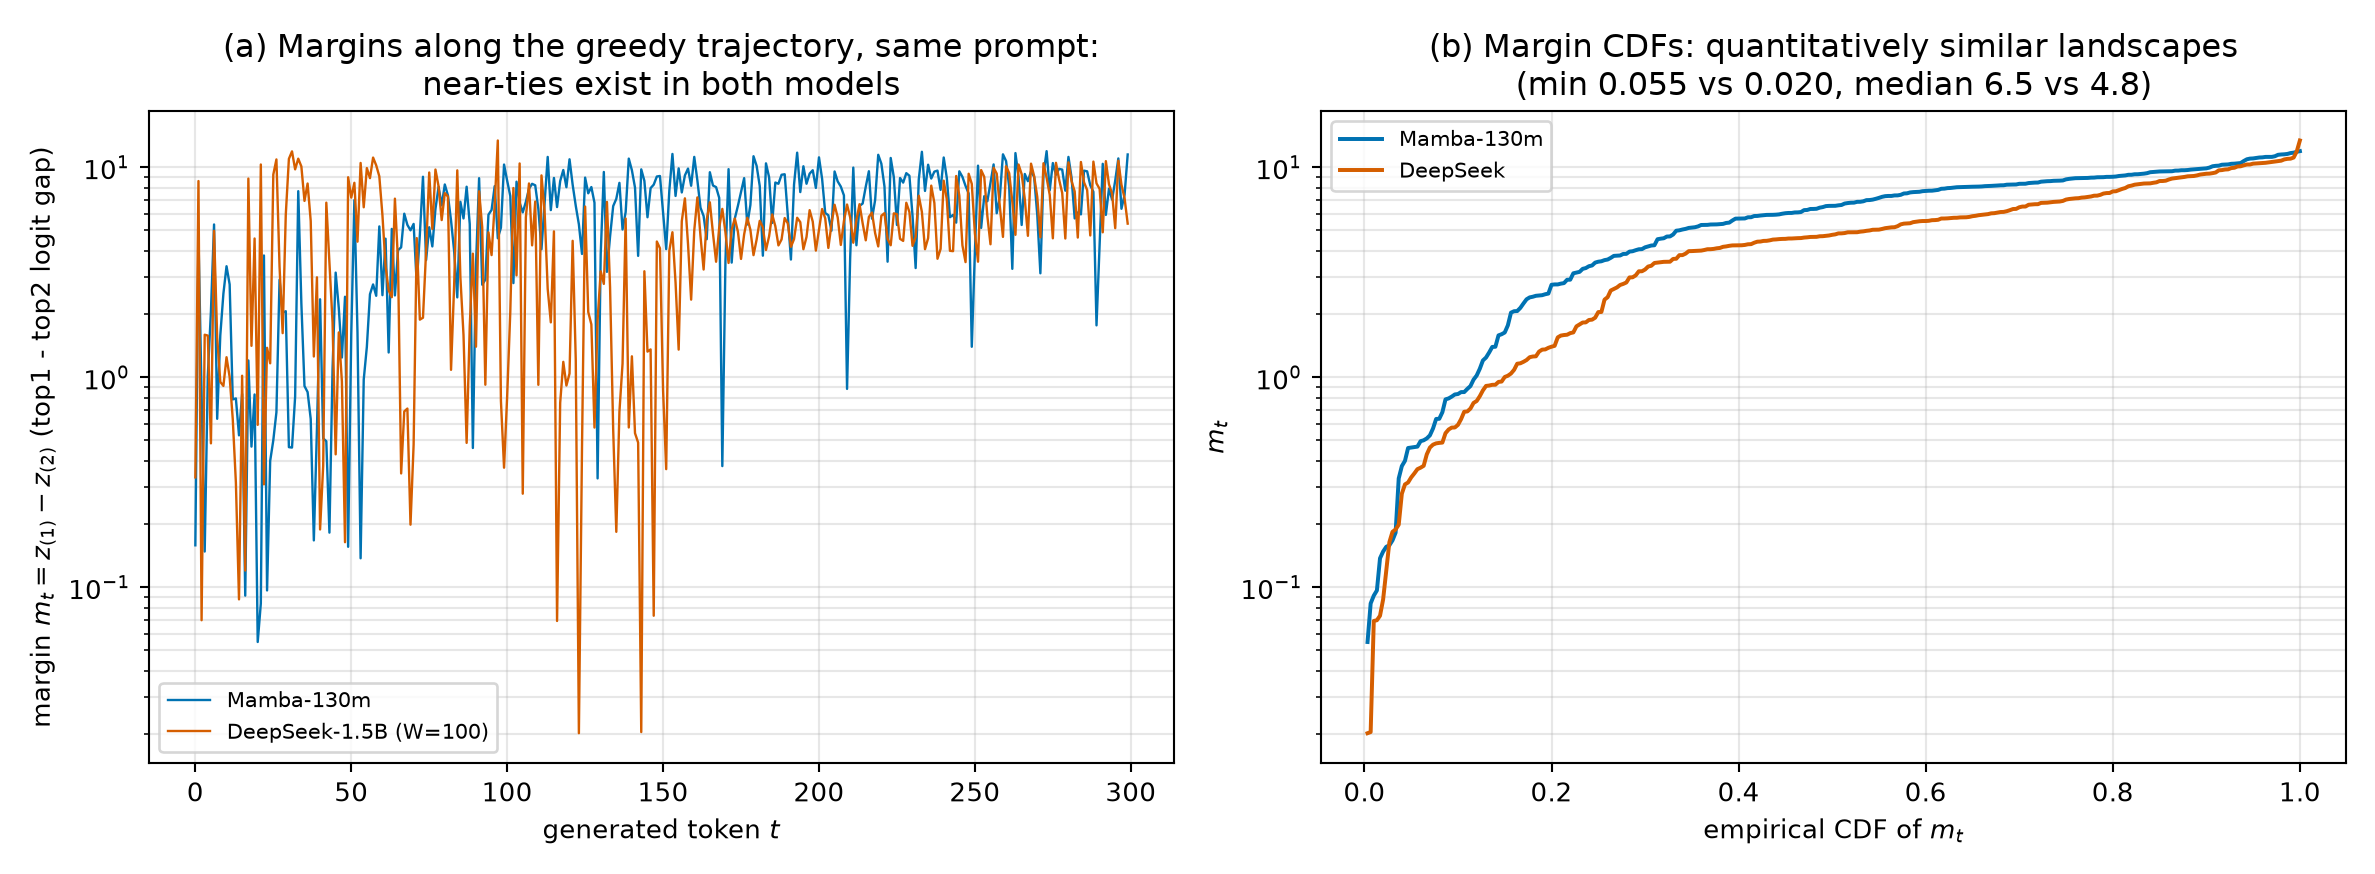 (a) Margins along the greedy trajectory, same prompt:
near-ties exist in both models
margin m_t = z_(1) − z_(2) (top1 - top2 logit gap)
10^1
10^0
10^−1
Mamba-130m
DeepSeek-1.5B (W=100)
0 50 100 150 200 250 300
generated token t
(b) Margin CDFs: quantitatively similar landscapes
(min 0.055 vs 0.020, median 6.5 vs 4.8)
Mamba-130m
DeepSeek
m_t
10^1
10^0
10^−1
0.0 0.2 0.4 0.6 0.8 1.0
empirical CDF of m_t